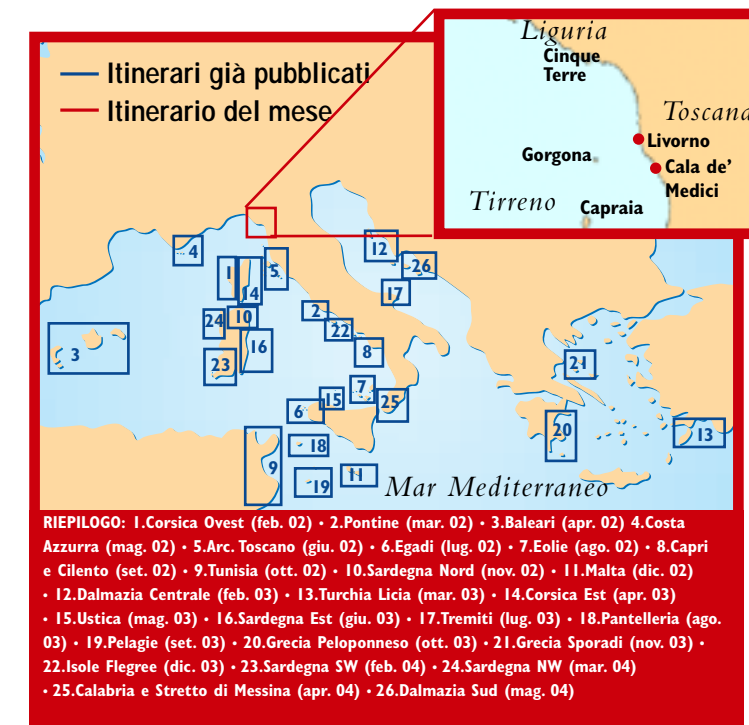 Itinerari già pubblicati
Itinerario del mese
Liguria
Cinque
Terre
Toscana
Livorno
Gorgona
Cala de'
Medici
Tirreno
Capraia
4
12
1
5
26
14
17
24
10
2
22
3
16
8
23
21
7
15
25
6
20
13
18
9
11
19
Mar Mediterraneo
RIEPILOGO: 1.Corsica Ovest (feb. 02) • 2.Pontine (mar. 02) • 3.Baleari (apr. 02) 4.Costa
Azzurra (mag. 02) • 5.Arc. Toscano (giu. 02) • 6.Egadi (lug. 02) • 7.Eolie (ago. 02) • 8.Capri
e Cilento (set. 02) • 9.Tunisia (ott. 02) • 10.Sardegna Nord (nov. 02) • 11.Malta (dic. 02)
• 12.Dalmazia Centrale (feb. 03) • 13.Turchia Licia (mar. 03) • 14.Corsica Est (apr. 03)
• 15.Ustica (mag. 03) • 16.Sardegna Est (giu. 03) • 17.Tremiti (lug. 03) • 18.Pantelleria (ago.
03) • 19.Pelagie (set. 03) • 20.Grecia Peloponneso (ott. 03) • 21.Grecia Sporadi (nov. 03) •
22.Isole Flegree (dic. 03) • 23.Sardegna SW (feb. 04) • 24.Sardegna NW (mar. 04)
• 25.Calabria e Stretto di Messina (apr. 04) • 26.Dalmazia Sud (mag. 04)